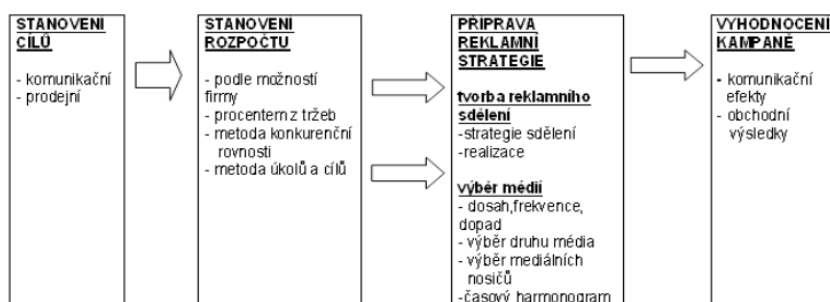 STANOVENÍ
CÍLŮ
- komunikační
- prodejní
STANOVENÍ
ROZPOČTU
- podle možností
firmy
- procentem z tržeb
- metoda konkurenční
rovnosti
- metoda úkolů a cílů
PŘÍPRAVA
REKLAMNÍ
STRATEGIE
tvorba reklamního
sdělení
-strategie sdělení
-realizace
výběr médií
- dosah,frekvence,
dopad
- výběr druhu média
- výběr mediálních
nosičů
-časový harmonogram
VYHODNOCENÍ
KAMPANĚ
- komunikační
efekty
- obchodní
výsledky